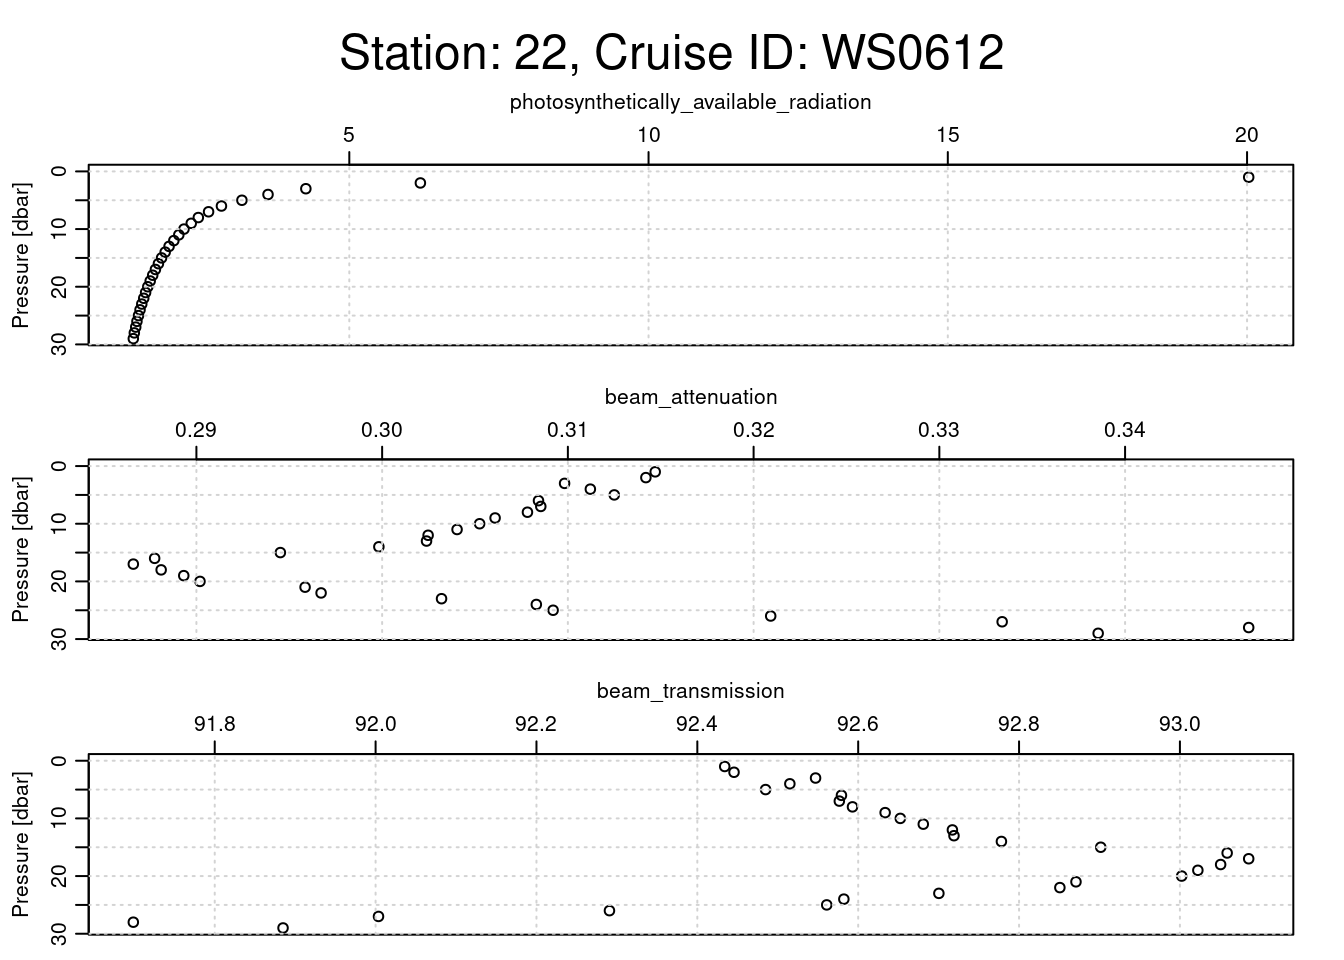 Station: 22, Cruise ID: WS0612
photosynthetically_available_radiation
5 10 15 20
Pressure [dbar]
0
10
20
30
beam_attenuation
0.29 0.30 0.31 0.32 0.33 0.34
Pressure [dbar]
0
10
20
30
beam_transmission
91.8 92.0 92.2 92.4 92.6 92.8 93.0
Pressure [dbar]
0
10
20
30